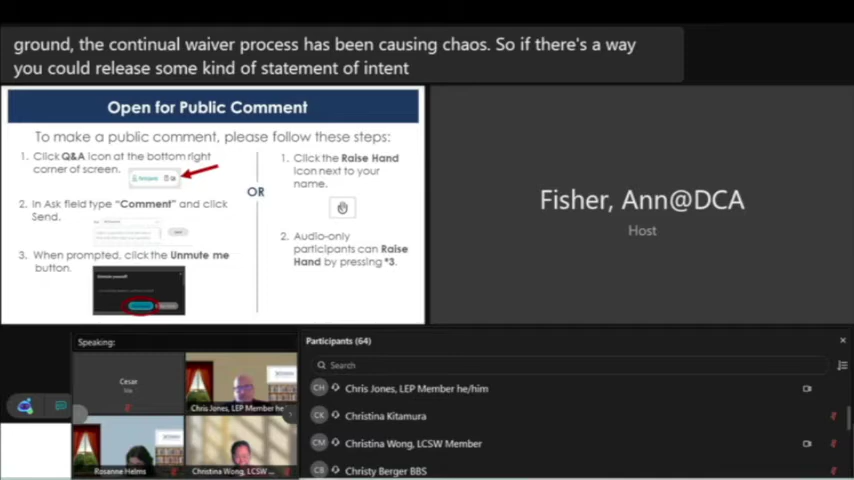 ground, the continual waiver process has been causing chaos. So if there's a way
you could release some kind of statement of intent
Open for Public Comment
To make a public comment, please follow these steps:
1. Click Q&A icon at the bottom right
corner of screen.
2. In Ask field type "Comment" and click
Send.
3. When prompted, click the Unmute me
button.
OR
1. Click the Raise Hand
icon next to your
name.
2. Audio-only
participants can Raise
Hand by pressing *3.
Fisher, Ann@DCA
Host
Speaking:
Cesar
Chris Jones, LEP Member he
Rosanne Helms
Christina Wong, LCSW ...
Participants (64)
Search
CH Chris Jones, LEP Member he/him
CK Christina Kitamura
CM Christina Wong, LCSW Member
CB Christy Berger BBS